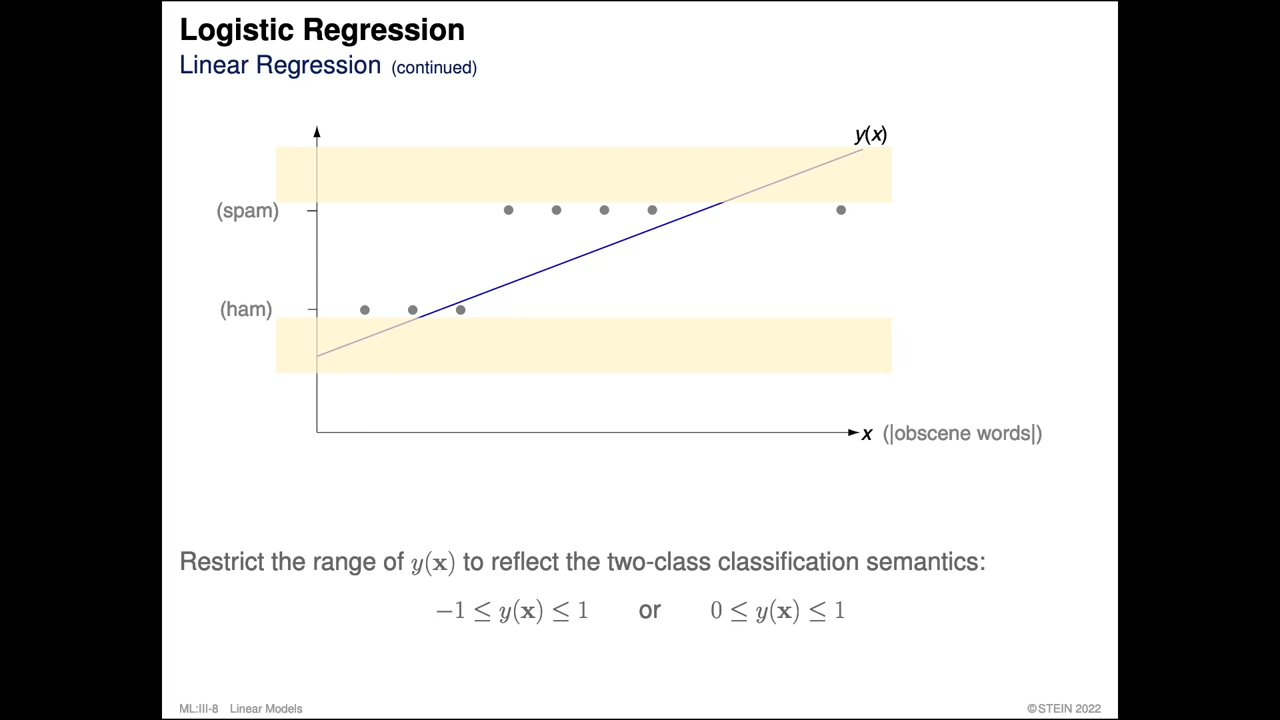 Logistic Regression
Linear Regression (continued)
y(x)
(spam)
(ham)
x (|obscene words|)
Restrict the range of y(x) to reflect the two-class classification semantics:
−1 ≤ y(x) ≤ 1 or 0 ≤ y(x) ≤ 1
ML:III-8 Linear Models ©STEIN 2022